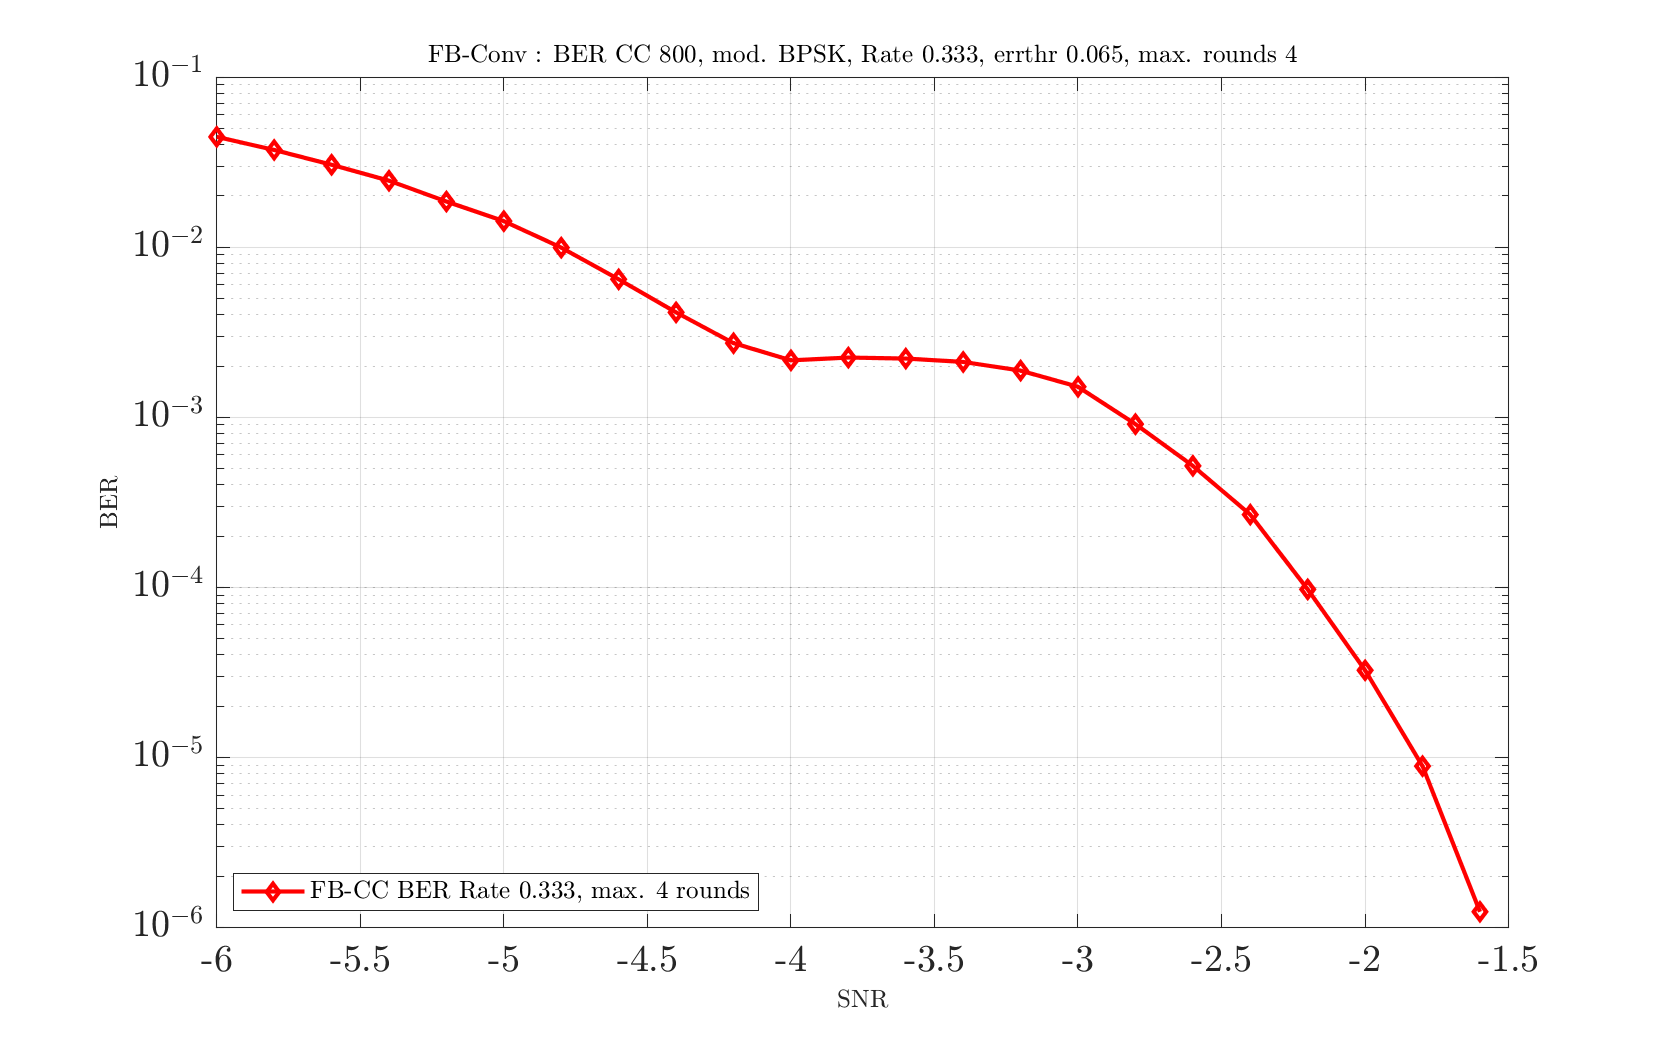 FB-Conv : BER CC 800, mod. BPSK, Rate 0.333, errthr 0.065, max. rounds 4
10^{-1}
10^{-2}
10^{-3}
10^{-4}
10^{-5}
10^{-6}
BER
FB-CC BER Rate 0.333, max. 4 rounds
-6 -5.5 -5 -4.5 -4 -3.5 -3 -2.5 -2 -1.5
SNR